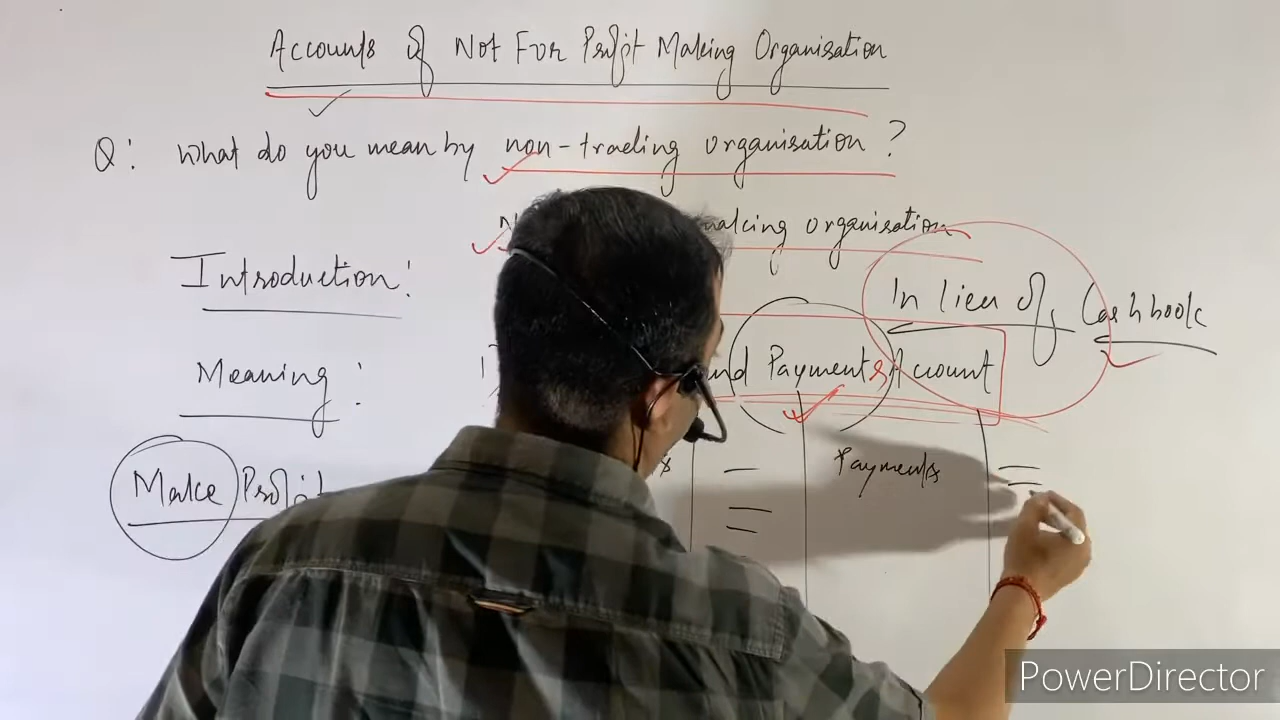 Accounts of Not For Profit Making Organisation
Q: What do you mean by non-trading organisation ?
making organisation
Introduction:
In lieu of Cashbook
Meaning:
and Payments Account
Payments
Make Profit
PowerDirector